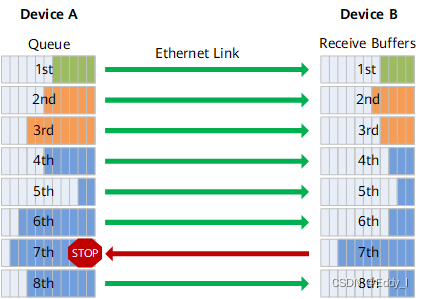 Device A
Device B
Queue
Ethernet Link
Receive Buffers
1st
1st
2nd
2nd
3rd
3rd
4th
4th
5th
5th
6th
6th
7th
STOP
7th
8th
8th
CSDN @Eddy_l